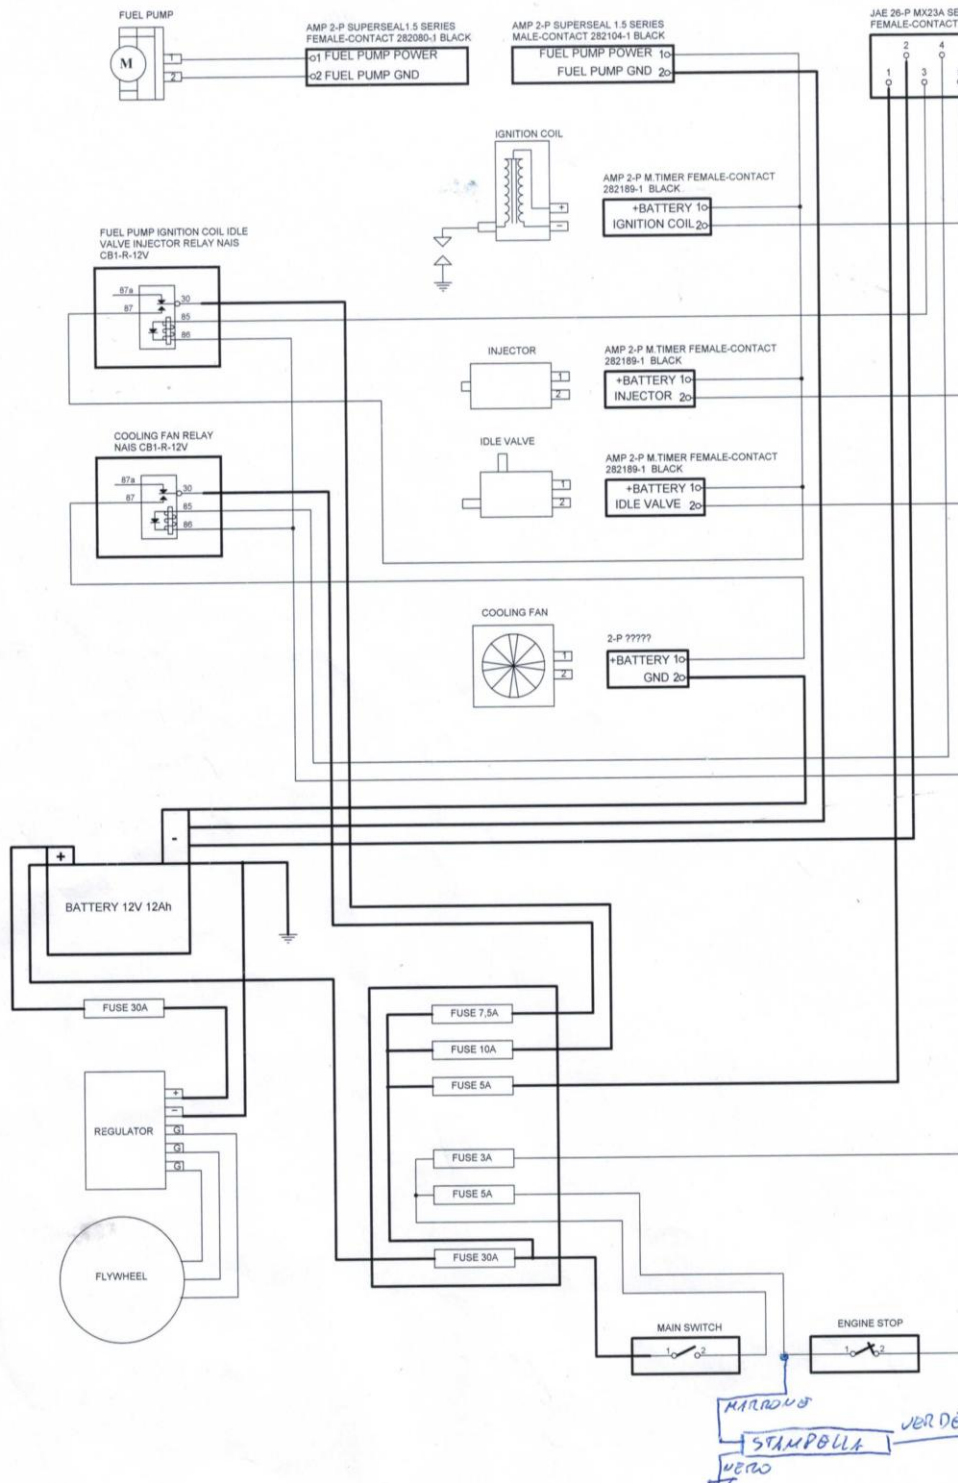 FUEL PUMP
M
1
2
AMP 2-P SUPERSEAL1.5 SERIES
FEMALE-CONTACT 282080-1 BLACK
1 FUEL PUMP POWER
2 FUEL PUMP GND
AMP 2-P SUPERSEAL 1.5 SERIES
MALE-CONTACT 282104-1 BLACK
FUEL PUMP POWER 1
FUEL PUMP GND 2
JAE 26-P MX23A SE
FEMALE-CONTACT
2 4
1 3
IGNITION COIL
+
-
AMP 2-P M.TIMER FEMALE-CONTACT
282189-1 BLACK
+BATTERY 1
IGNITION COIL 2
FUEL PUMP IGNITION COIL IDLE
VALVE INJECTOR RELAY NAIS
CB1-R-12V
87a
30
87
85
86
INJECTOR
1
2
AMP 2-P M.TIMER FEMALE-CONTACT
282189-1 BLACK
+BATTERY 1
INJECTOR 2
COOLING FAN RELAY
NAIS CB1-R-12V
87a
30
87
85
86
IDLE VALVE
1
2
AMP 2-P M.TIMER FEMALE-CONTACT
282189-1 BLACK
+BATTERY 1
IDLE VALVE 2
COOLING FAN
1
2
2-P ?????
+BATTERY 1
GND 2
+
-
BATTERY 12V 12Ah
FUSE 30A
REGULATOR
+
-
G
G
G
FLYWHEEL
FUSE 7,5A
FUSE 10A
FUSE 5A
FUSE 3A
FUSE 5A
FUSE 30A
MAIN SWITCH
1 2
ENGINE STOP
1 2
MARRONE
STAMPELLA
VERDE
NERO